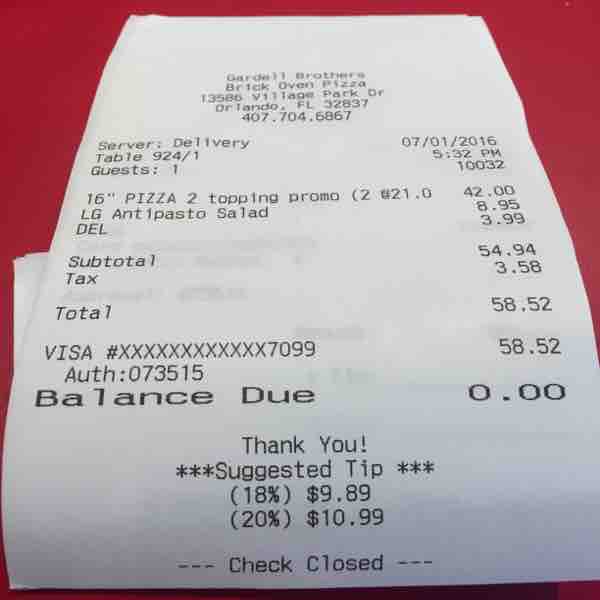 Gardell Brothers
Brick Oven Pizza
13586 Village Park Dr
Orlando, FL 32837
407.704.6867
Server: Delivery 07/01/2016
Table 924/1 5:32 PM
Guests: 1 10032
16" PIZZA 2 topping promo (2 @21.0 42.00
LG Antipasto Salad 8.95
DEL 3.99
Subtotal 54.94
Tax 3.58
Total 58.52
VISA #XXXXXXXXXXXX7099 58.52
Auth:073515
Balance Due 0.00
Thank You!
***Suggested Tip ***
(18%) $9.89
(20%) $10.99
--- Check Closed ---